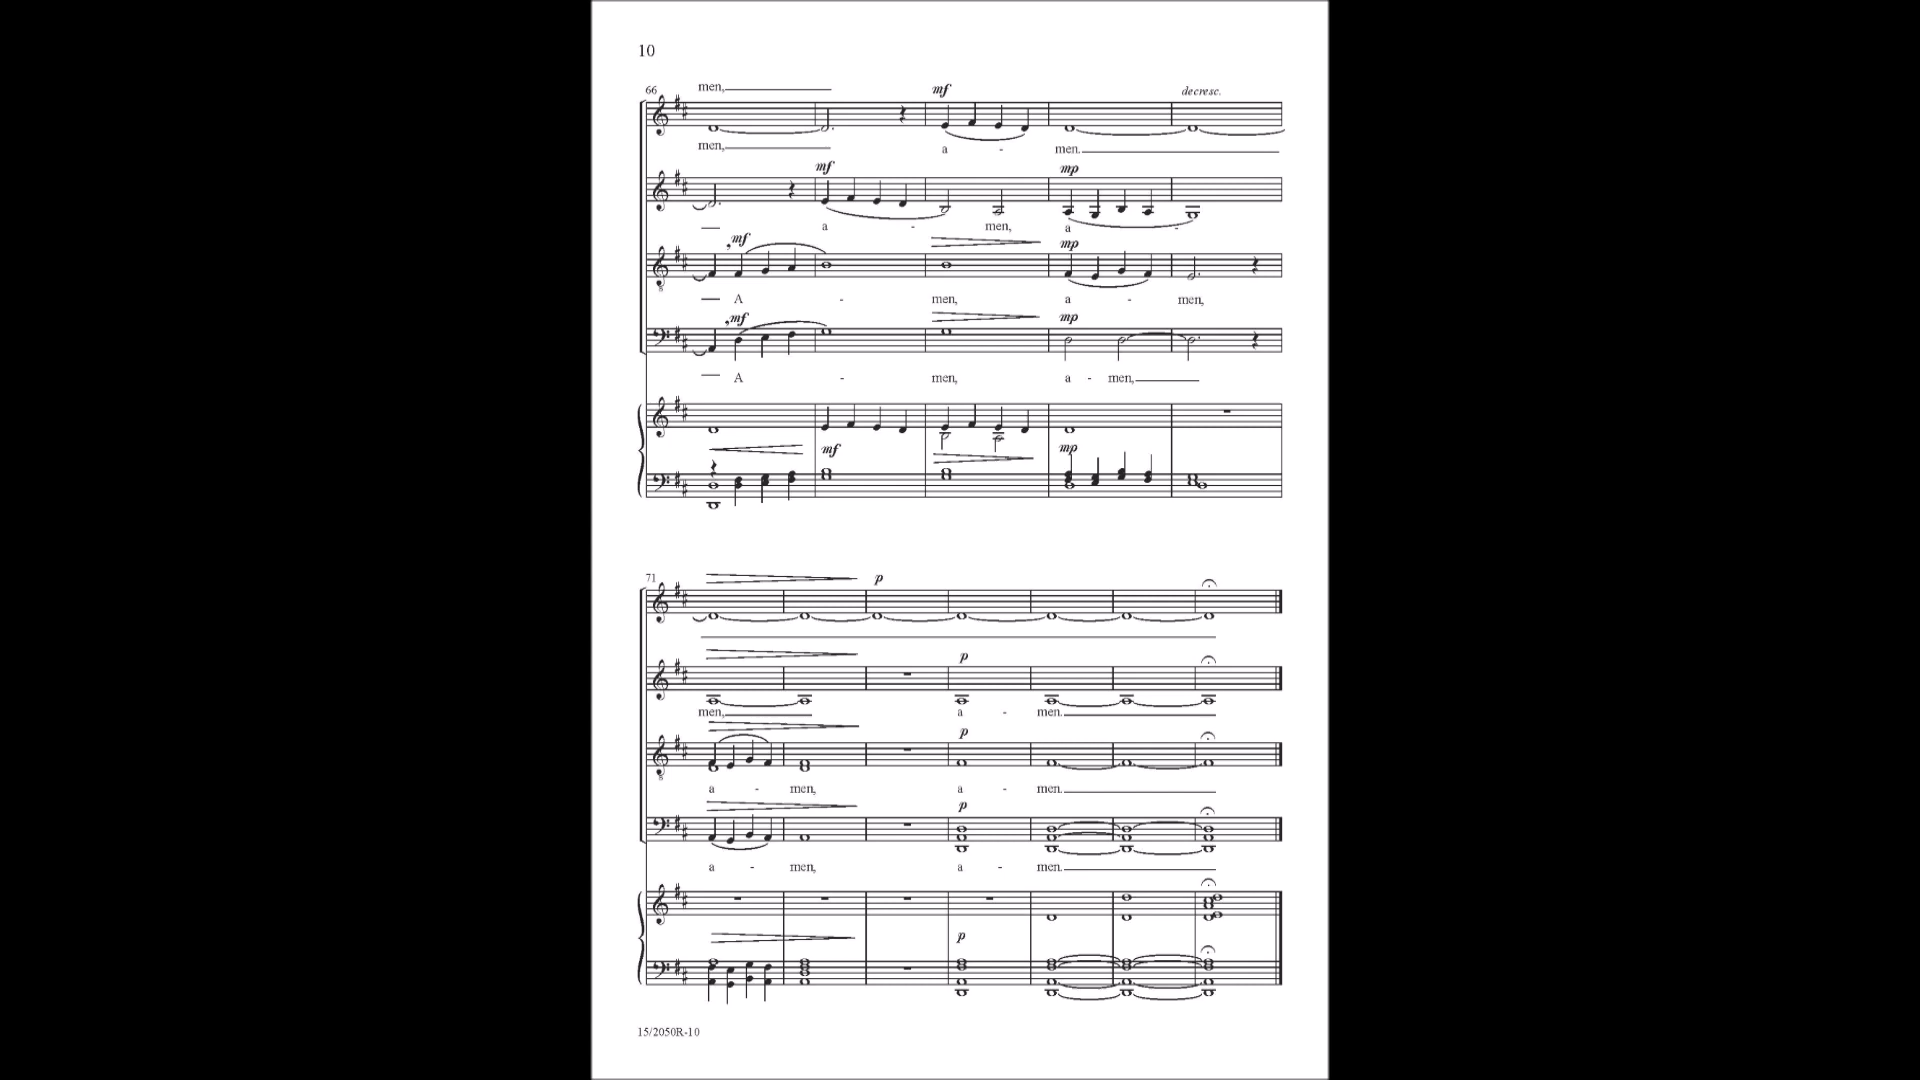 10
men,
66
mf
decresc.
men,
a - men.
mf
mp
a - men, a -
, mf
mp
A - men, a - men,
, mf
mp
A - men, a - men,
mf
mp
71
p
p
men, a - men.
p
a - men, a - men.
p
a - men, a - men.
p
15/2050R-10